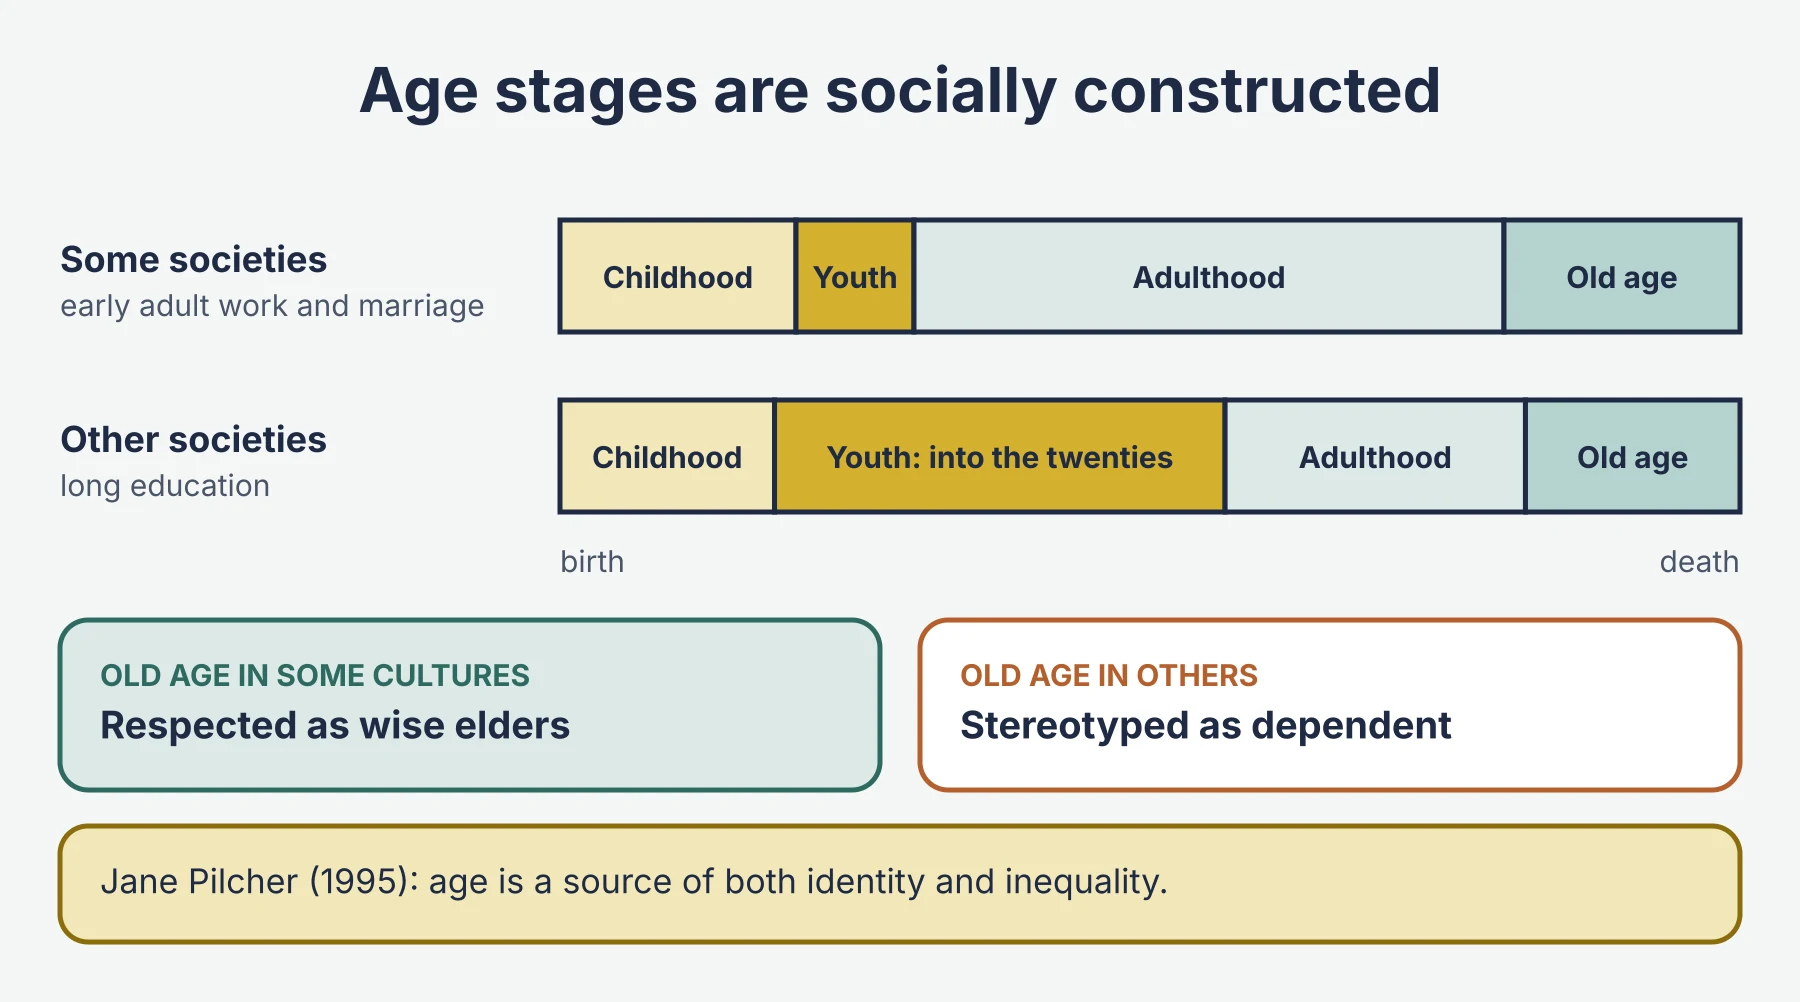 Age stages are socially constructed
Some societies
early adult work and marriage
Childhood
Youth
Adulthood
Old age
Other societies
long education
Childhood
Youth: into the twenties
Adulthood
Old age
birth
death
OLD AGE IN SOME CULTURES
Respected as wise elders
OLD AGE IN OTHERS
Stereotyped as dependent
Jane Pilcher (1995): age is a source of both identity and inequality.